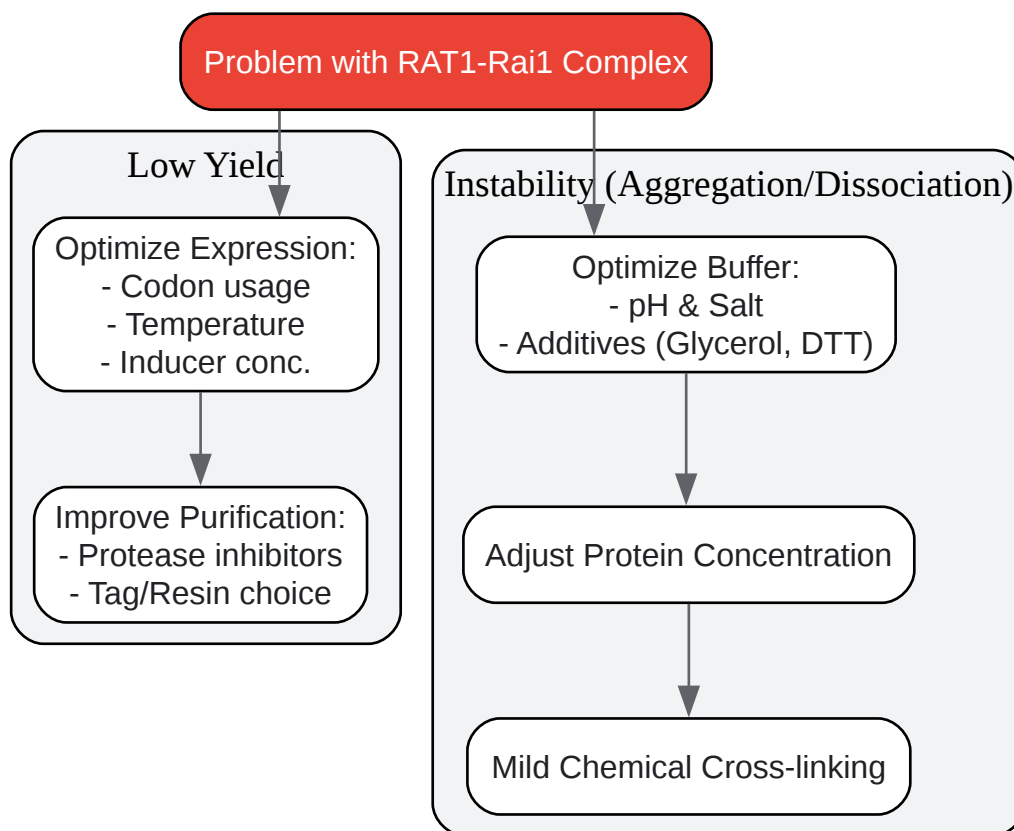 Problem with RAT1-Rai1 Complex
Low Yield
Optimize Expression:
- Codon usage
- Temperature
- Inducer conc.
Improve Purification:
- Protease inhibitors
- Tag/Resin choice
Instability (Aggregation/Dissociation)
Optimize Buffer:
- pH & Salt
- Additives (Glycerol, DTT)
Adjust Protein Concentration
Mild Chemical Cross-linking